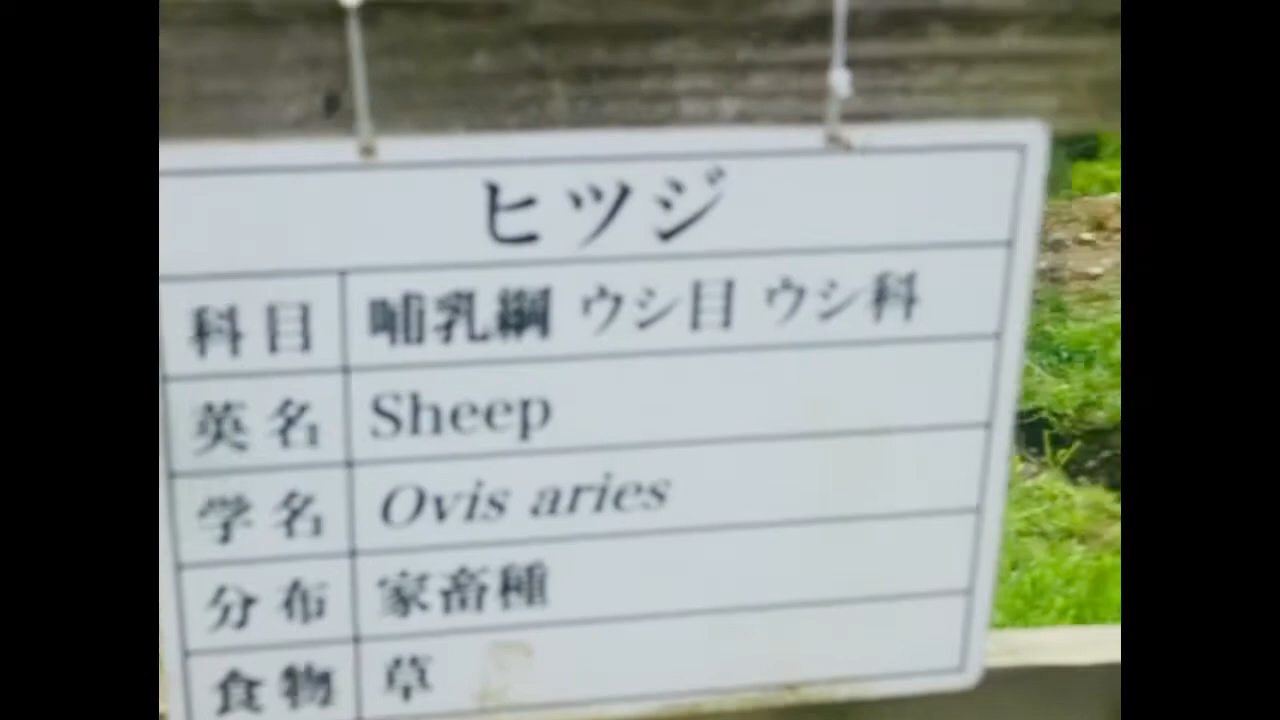 ヒツジ
科目 哺乳綱 ウシ目 ウシ科
英名 Sheep
学名 Ovis aries
分布 家畜種
食物 草